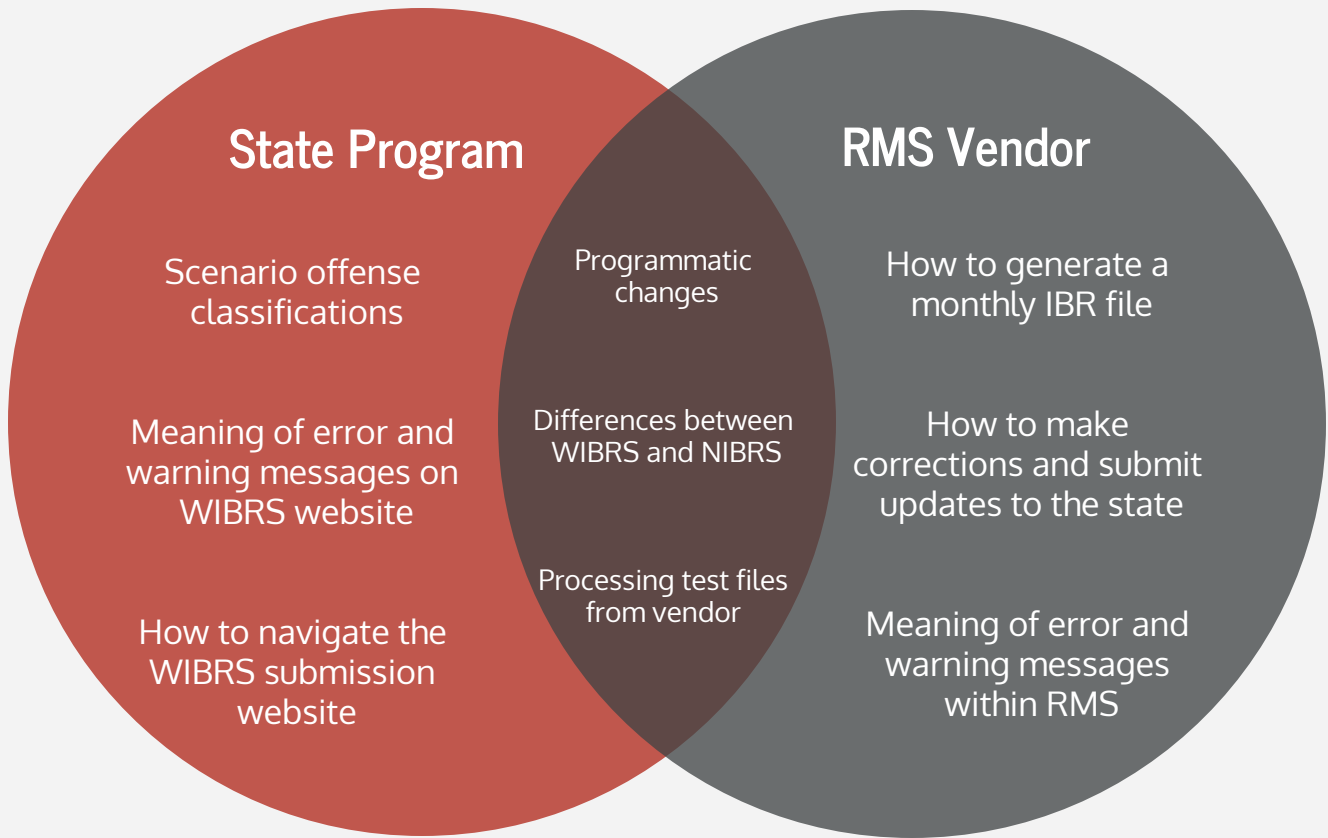 State Program
Scenario offense
classifications
Meaning of error and
warning messages on
WIBRS website
How to navigate the
WIBRS submission
website
Programmatic
changes
Differences between
WIBRS and NIBRS
Processing test files
from vendor
RMS Vendor
How to generate a
monthly IBR file
How to make
corrections and submit
updates to the state
Meaning of error and
warning messages
within RMS